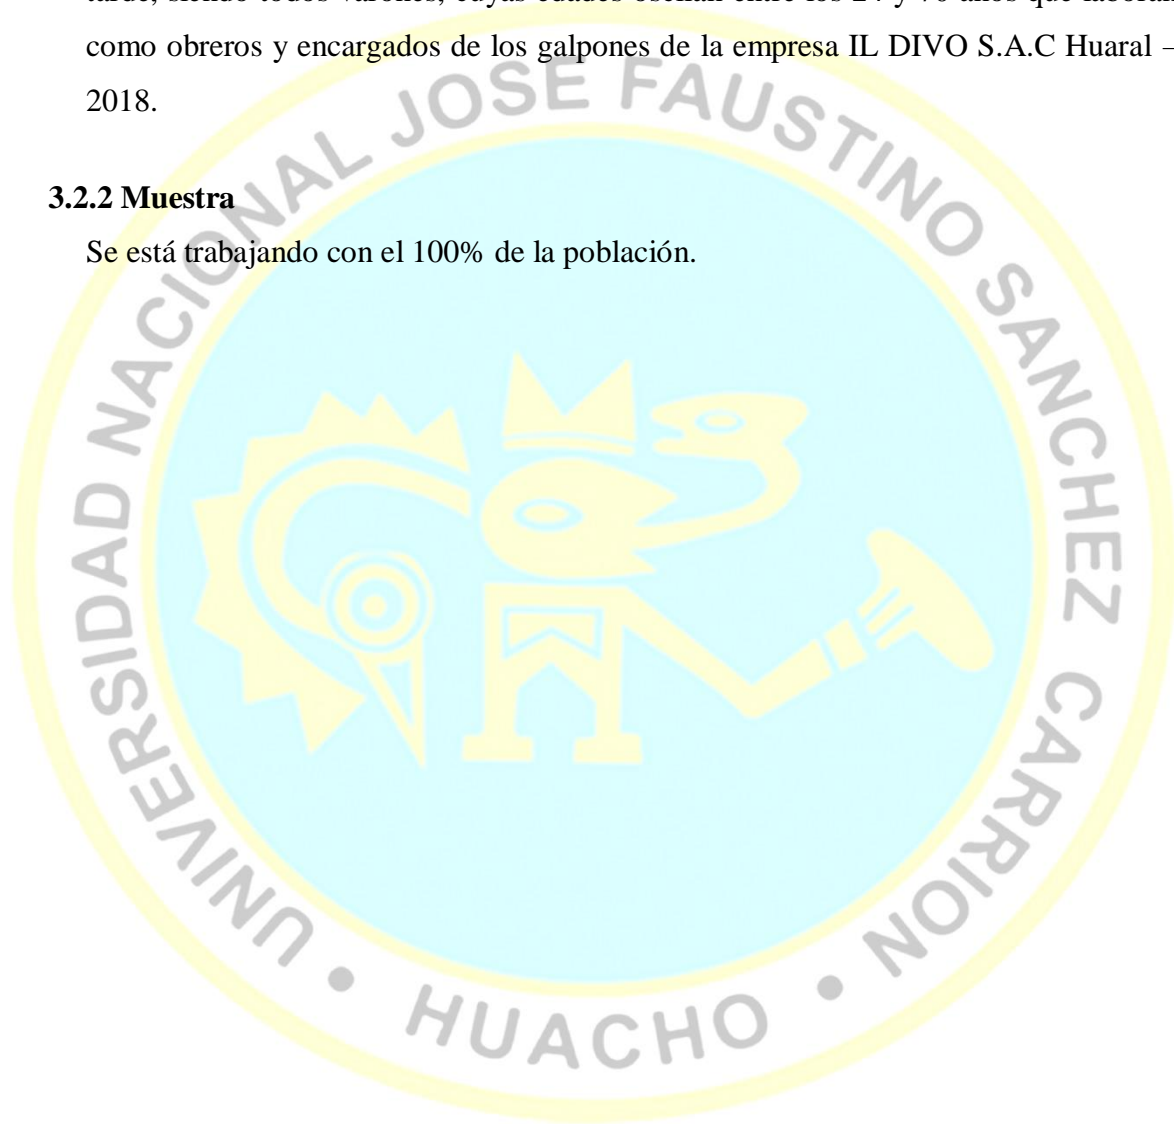 como obreros y encargados de los galpones de la empresa IL DIVO S.A.C Huaral –
2018.
3.2.2 Muestra
Se está trabajando con el 100% de la población.
UNIVERSIDAD NACIONAL JOSE FAUSTINO SANCHEZ CARRION • HUACHO •